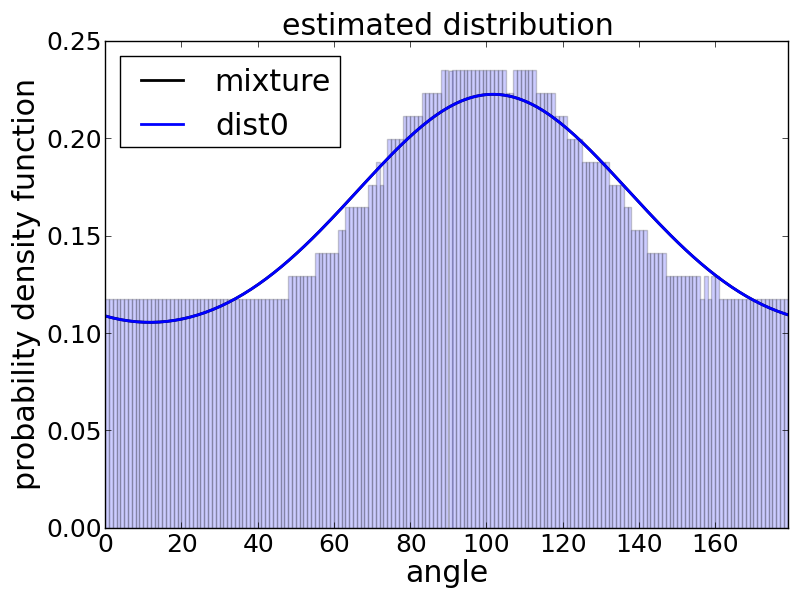 estimated distribution
mixture
dist0
probability density function
0.25
0.20
0.15
0.10
0.05
0.00
0 20 40 60 80 100 120 140 160
angle